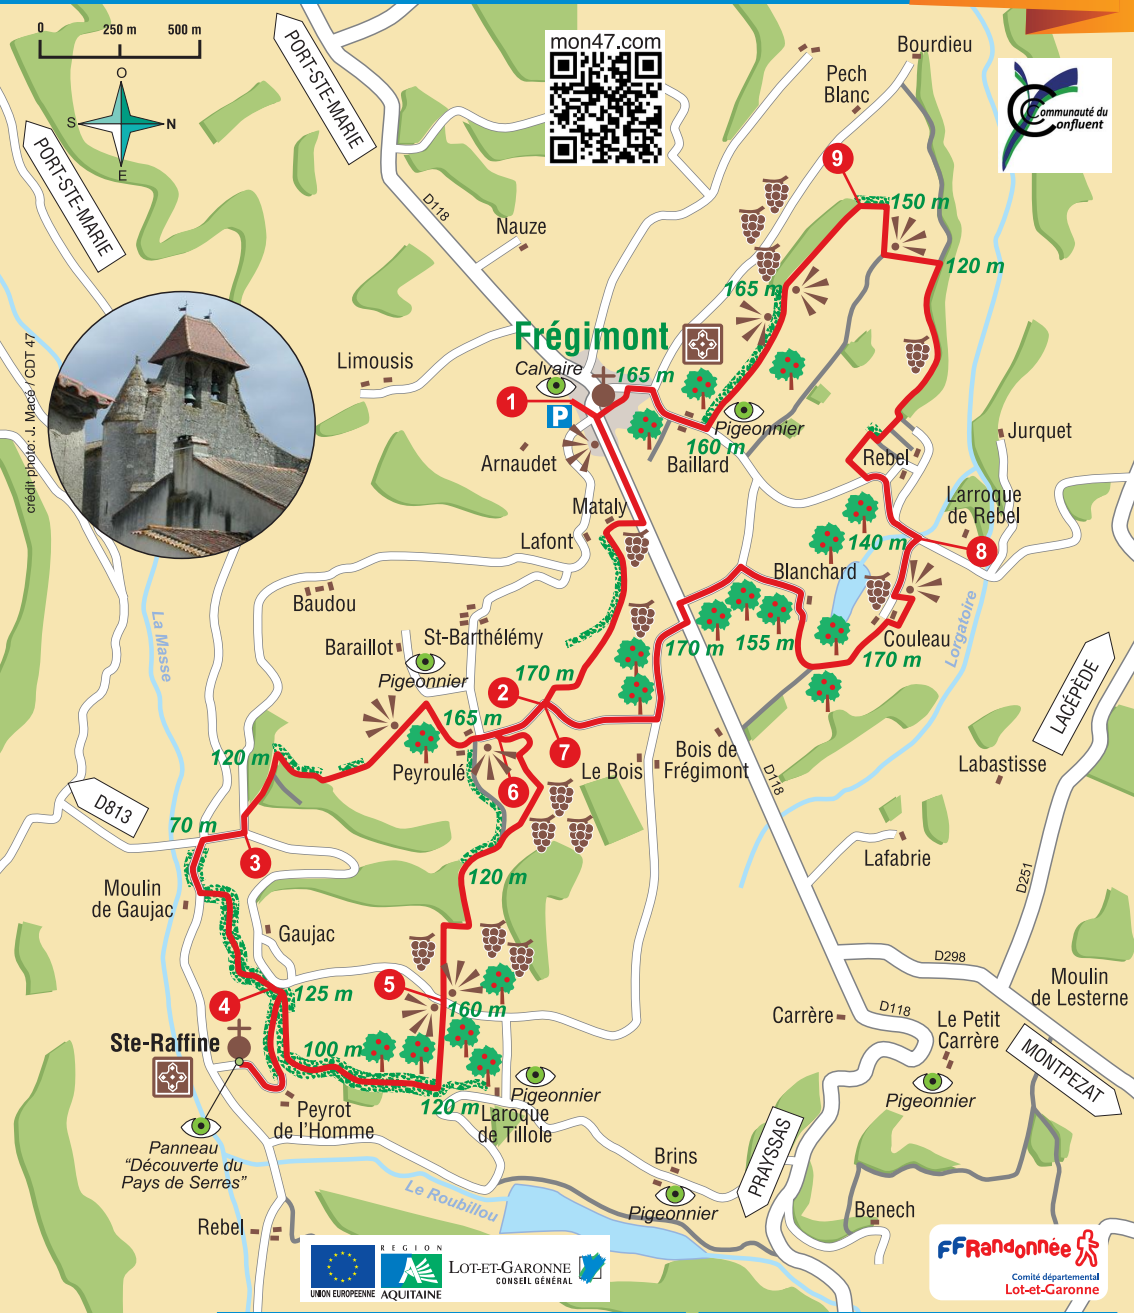 0
250 m
500 m
O
S
N
E
PORT-STE-MARIE
PORT-STE-MARIE
mon47.com
Bourdieu
Pech
Blanc
Communauté du
Confluent
9
150 m
D118
Nauze
120 m
165 m
Frégimont
Calvaire
165 m
Limousis
1
P
Pigeonnier
160 m
Baillard
Arnaudet
Jurquet
Rebel
Larroque
de Rebel
Mataly
Lafont
140 m
8
Blanchard
crédit photo: J. Macé / CDT 47
Baudou
La Masse
St-Barthélémy
Baraillot
Pigeonnier
170 m
155 m
Couleau
170 m
Lorgatoire
170 m
2
165 m
7
LACÉPÈDE
120 m
Peyroulé
6
Le Bois
Bois de
Frégimont
D118
Labastisse
D813
70 m
3
Lafabrie
120 m
D251
Moulin
de Gaujac
Gaujac
D298
Moulin
de Lesterne
5
4
125 m
160 m
Carrère
D118
Le Petit
Carrère
MONTPEZAT
Ste-Raffine
100 m
Pigeonnier
Pigeonnier
120 m
Laroque
de Tillole
Peyrot
de l'Homme
PRAYSSAS
Panneau
“Découverte du
Pays de Serres”
Brins
Pigeonnier
Le Roubillou
Benech
Rebel
UNION EUROPEENNE
REGION
AQUITAINE
LOT-ET-GARONNE
CONSEIL GÉNÉRAL
FFRandonnée
Comité départemental
Lot-et-Garonne